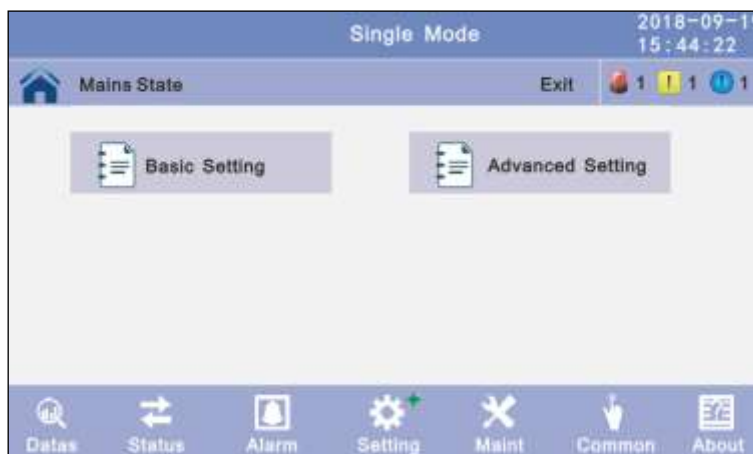 Single Mode
2018-09-19
15:44:22
Mains State Exit 1 1 1
Basic Setting Advanced Setting
Datas Status Alarm Setting Maint Common About